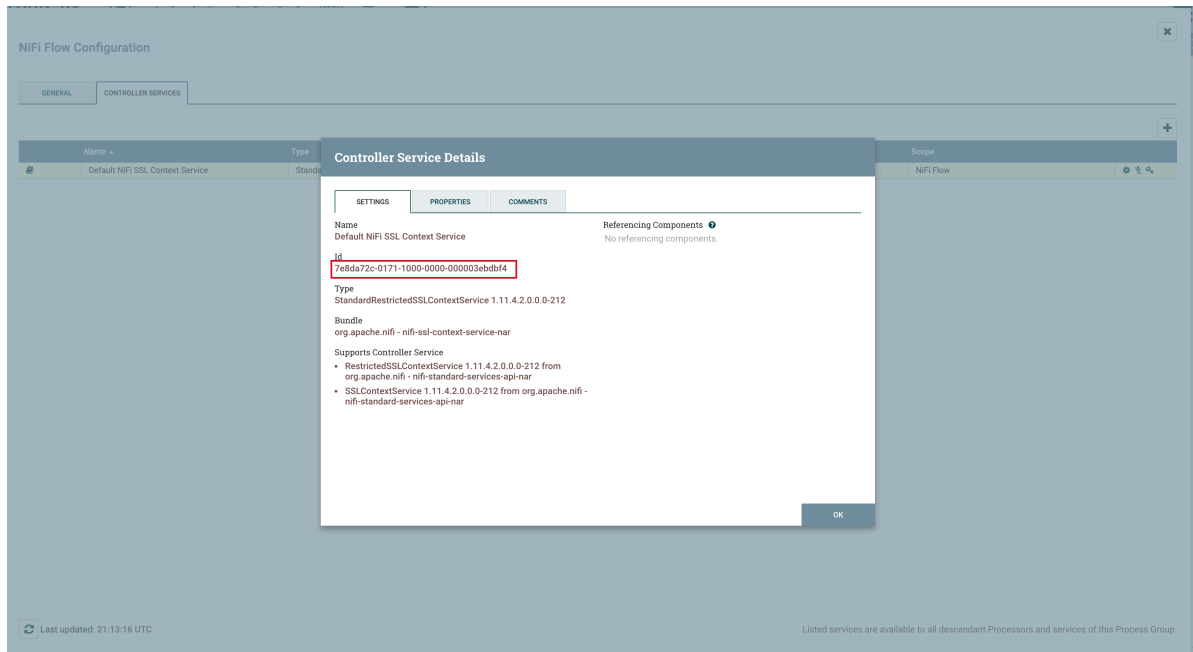 NiFi Flow Configuration
GENERAL
CONTROLLER SERVICES
Name
Type
Scope
Default NiFi SSL Context Service
Standa
NiFi Flow
Controller Service Details
SETTINGS
PROPERTIES
COMMENTS
Name
Default NiFi SSL Context Service
Referencing Components
No referencing components.
Id
7e8da72c-0171-1000-0000-000003ebdbf4
Type
StandardRestrictedSSLContextService 1.11.4.2.0.0.0-212
Bundle
org.apache.nifi - nifi-ssl-context-service-nar
Supports Controller Service
• RestrictedSSLContextService 1.11.4.2.0.0.0-212 from
org.apache.nifi - nifi-standard-services-api-nar
• SSLContextService 1.11.4.2.0.0.0-212 from org.apache.nifi -
nifi-standard-services-api-nar
OK
Last updated: 21:13:16 UTC
Listed services are available to all descendant Processors and services of this Process Group.